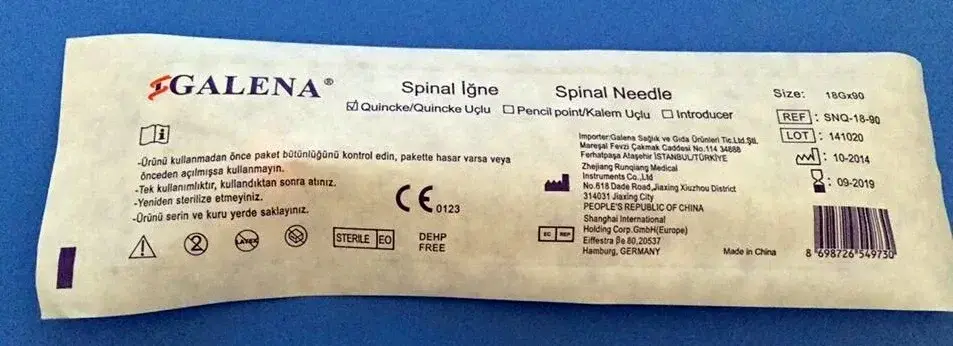 GALENA®
Spinal İğne
Spinal Needle
Quincke/Quincke Uçlu Pencil point/Kalem Uçlu Introducer
Size: 18Gx90
REF : SNQ-18-90
LOT : 141020
: 10-2014
: 09-2019
-Ürünü kullanmadan önce paket bütünlüğünü kontrol edin, pakette hasar varsa veya
önceden açılmışsa kullanmayın.
-Tek kullanımlıktır, kullandıktan sonra atınız.
-Yeniden sterilize etmeyiniz.
-Ürünü serin ve kuru yerde saklayınız.
CE 0123
2
LATEX
STERILE EO
DEHP
FREE
Importer:Galena Sağlık ve Gıda Ürünleri Tic.Ltd.Şti.
Mareşal Fevzi Çakmak Caddesi No.114 34888
Ferhatpaşa Ataşehir İSTANBUL/TÜRKİYE
Zhejiang Runqiang Medical
Instruments Co.,Ltd
No.618 Dade Road,Jiaxing Xiuzhou District
314031 Jiaxing City
PEOPLE'S REPUBLIC OF CHINA
EC REP
Shanghai International
Holding Corp.GmbH(Europe)
Eiffestra βe 80,20537
Hamburg, GERMANY
Made in China
8 698726 549730